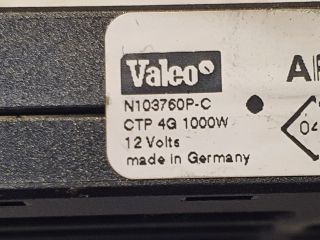 Valeo
N103760P-C
CTP 4G 1000W
12 Volts
made in Germany